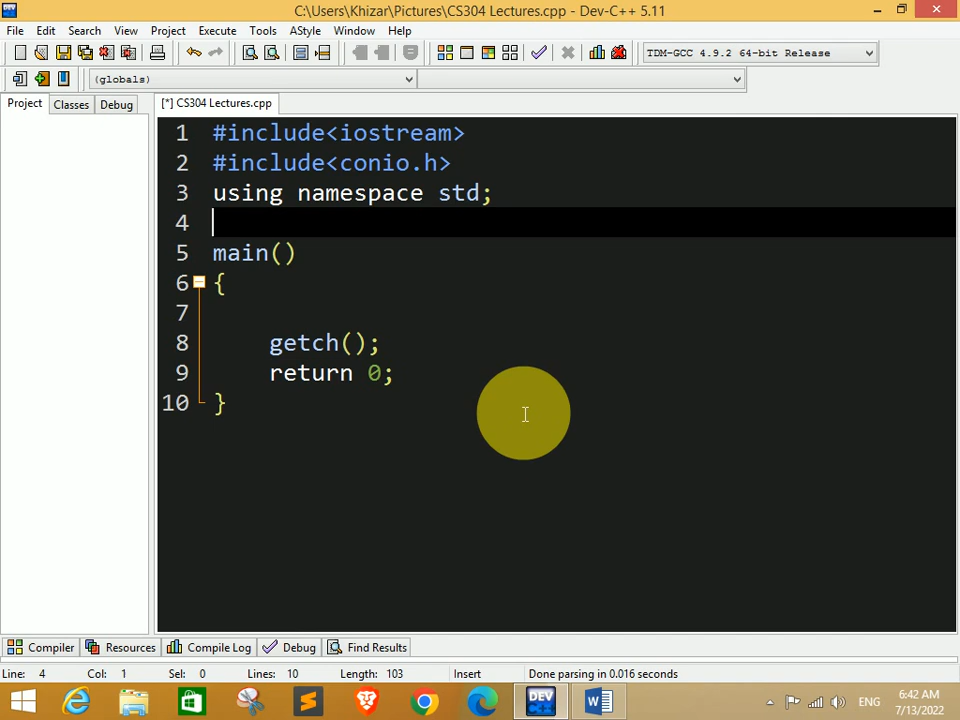 C:\Users\Khizar\Pictures\CS304 Lectures.cpp - Dev-C++ 5.11
File Edit Search View Project Execute Tools AStyle Window Help
TDM-GCC 4.9.2 64-bit Release
(globals)
Project Classes Debug [*] CS304 Lectures.cpp
1 #include<iostream>
2 #include<conio.h>
3 using namespace std;
4
5 main()
6 {
7
8 getch();
9 return 0;
10 }
Compiler Resources Compile Log Debug Find Results
Line: 4 Col: 1 Sel: 0 Lines: 10 Length: 103 Insert Done parsing in 0.016 seconds
DEV C++ ENG 6:42 AM
7/13/2022